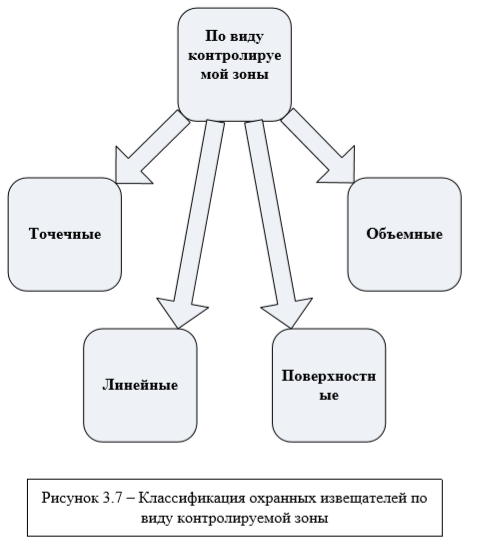 По виду
контролируе
мой зоны
Точечные
Объемные
Линейные
Поверхностн
ые
Рисунок 3.7 – Классификация охранных извещателей по
виду контролируемой зоны